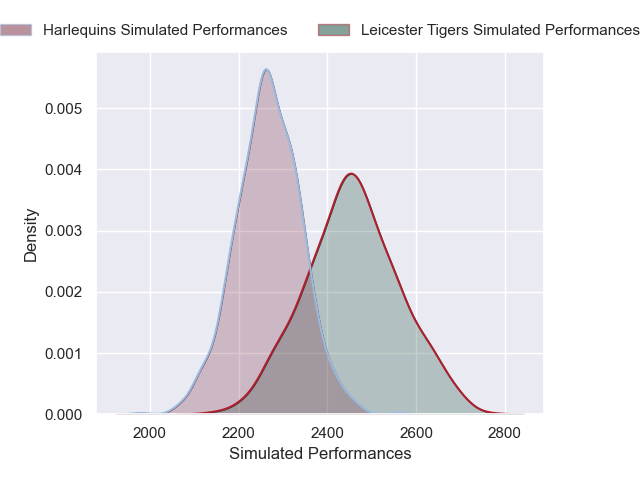 Harlequins Simulated Performances
Leicester Tigers Simulated Performances
0.005
0.004
0.003
0.002
0.001
0.000
Density
2000
2200
2400
2600
2800
Simulated Performances